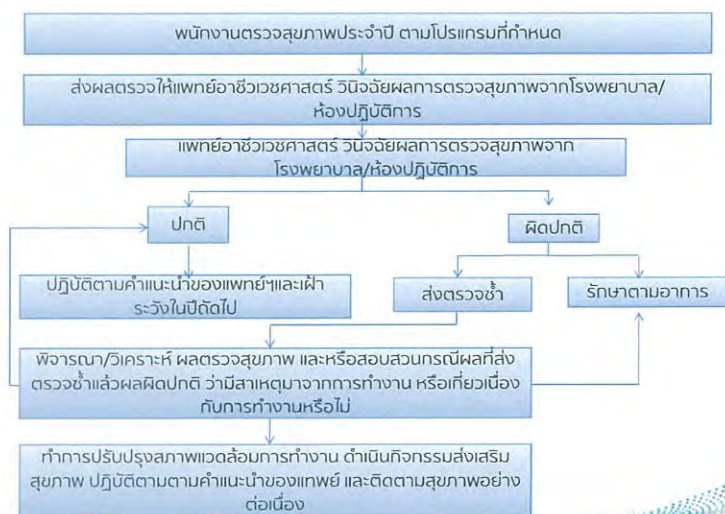 พนักงานตรวจสุขภาพประจำปี ตามโปรแกรมที่กำหนด
ส่งผลตรวจให้แพทย์อาชีวเวชศาสตร์ วินิจฉัยผลการตรวจสุขภาพจากโรงพยาบาล/
ห้องปฏิบัติการ
แพทย์อาชีวเวชศาสตร์ วินิจฉัยผลการตรวจสุขภาพจาก
โรงพยาบาล/ห้องปฏิบัติการ
ปกติ
ผิดปกติ
ปฏิบัติตามคำแนะนำของแพทย์ฯและเฝ้า
ระวังในปีถัดไป
ส่งตรวจซ้ำ
รักษาตามอาการ
พิจารณา/วิเคราะห์ ผลตรวจสุขภาพ และหรือสอบสวนกรณีผลที่ส่ง
ตรวจซ้ำแล้วผลผิดปกติ ว่ามีสาเหตุมาจากการทำงาน หรือเกี่ยวเนื่อง
กับการทำงานหรือไม่
ทำการปรับปรุงสภาพแวดล้อมการทำงาน ดำเนินกิจกรรมส่งเสริม
สุขภาพ ปฏิบัติตามตามคำแนะนำของแพทย์ และติดตามสุขภาพอย่าง
ต่อเนื่อง